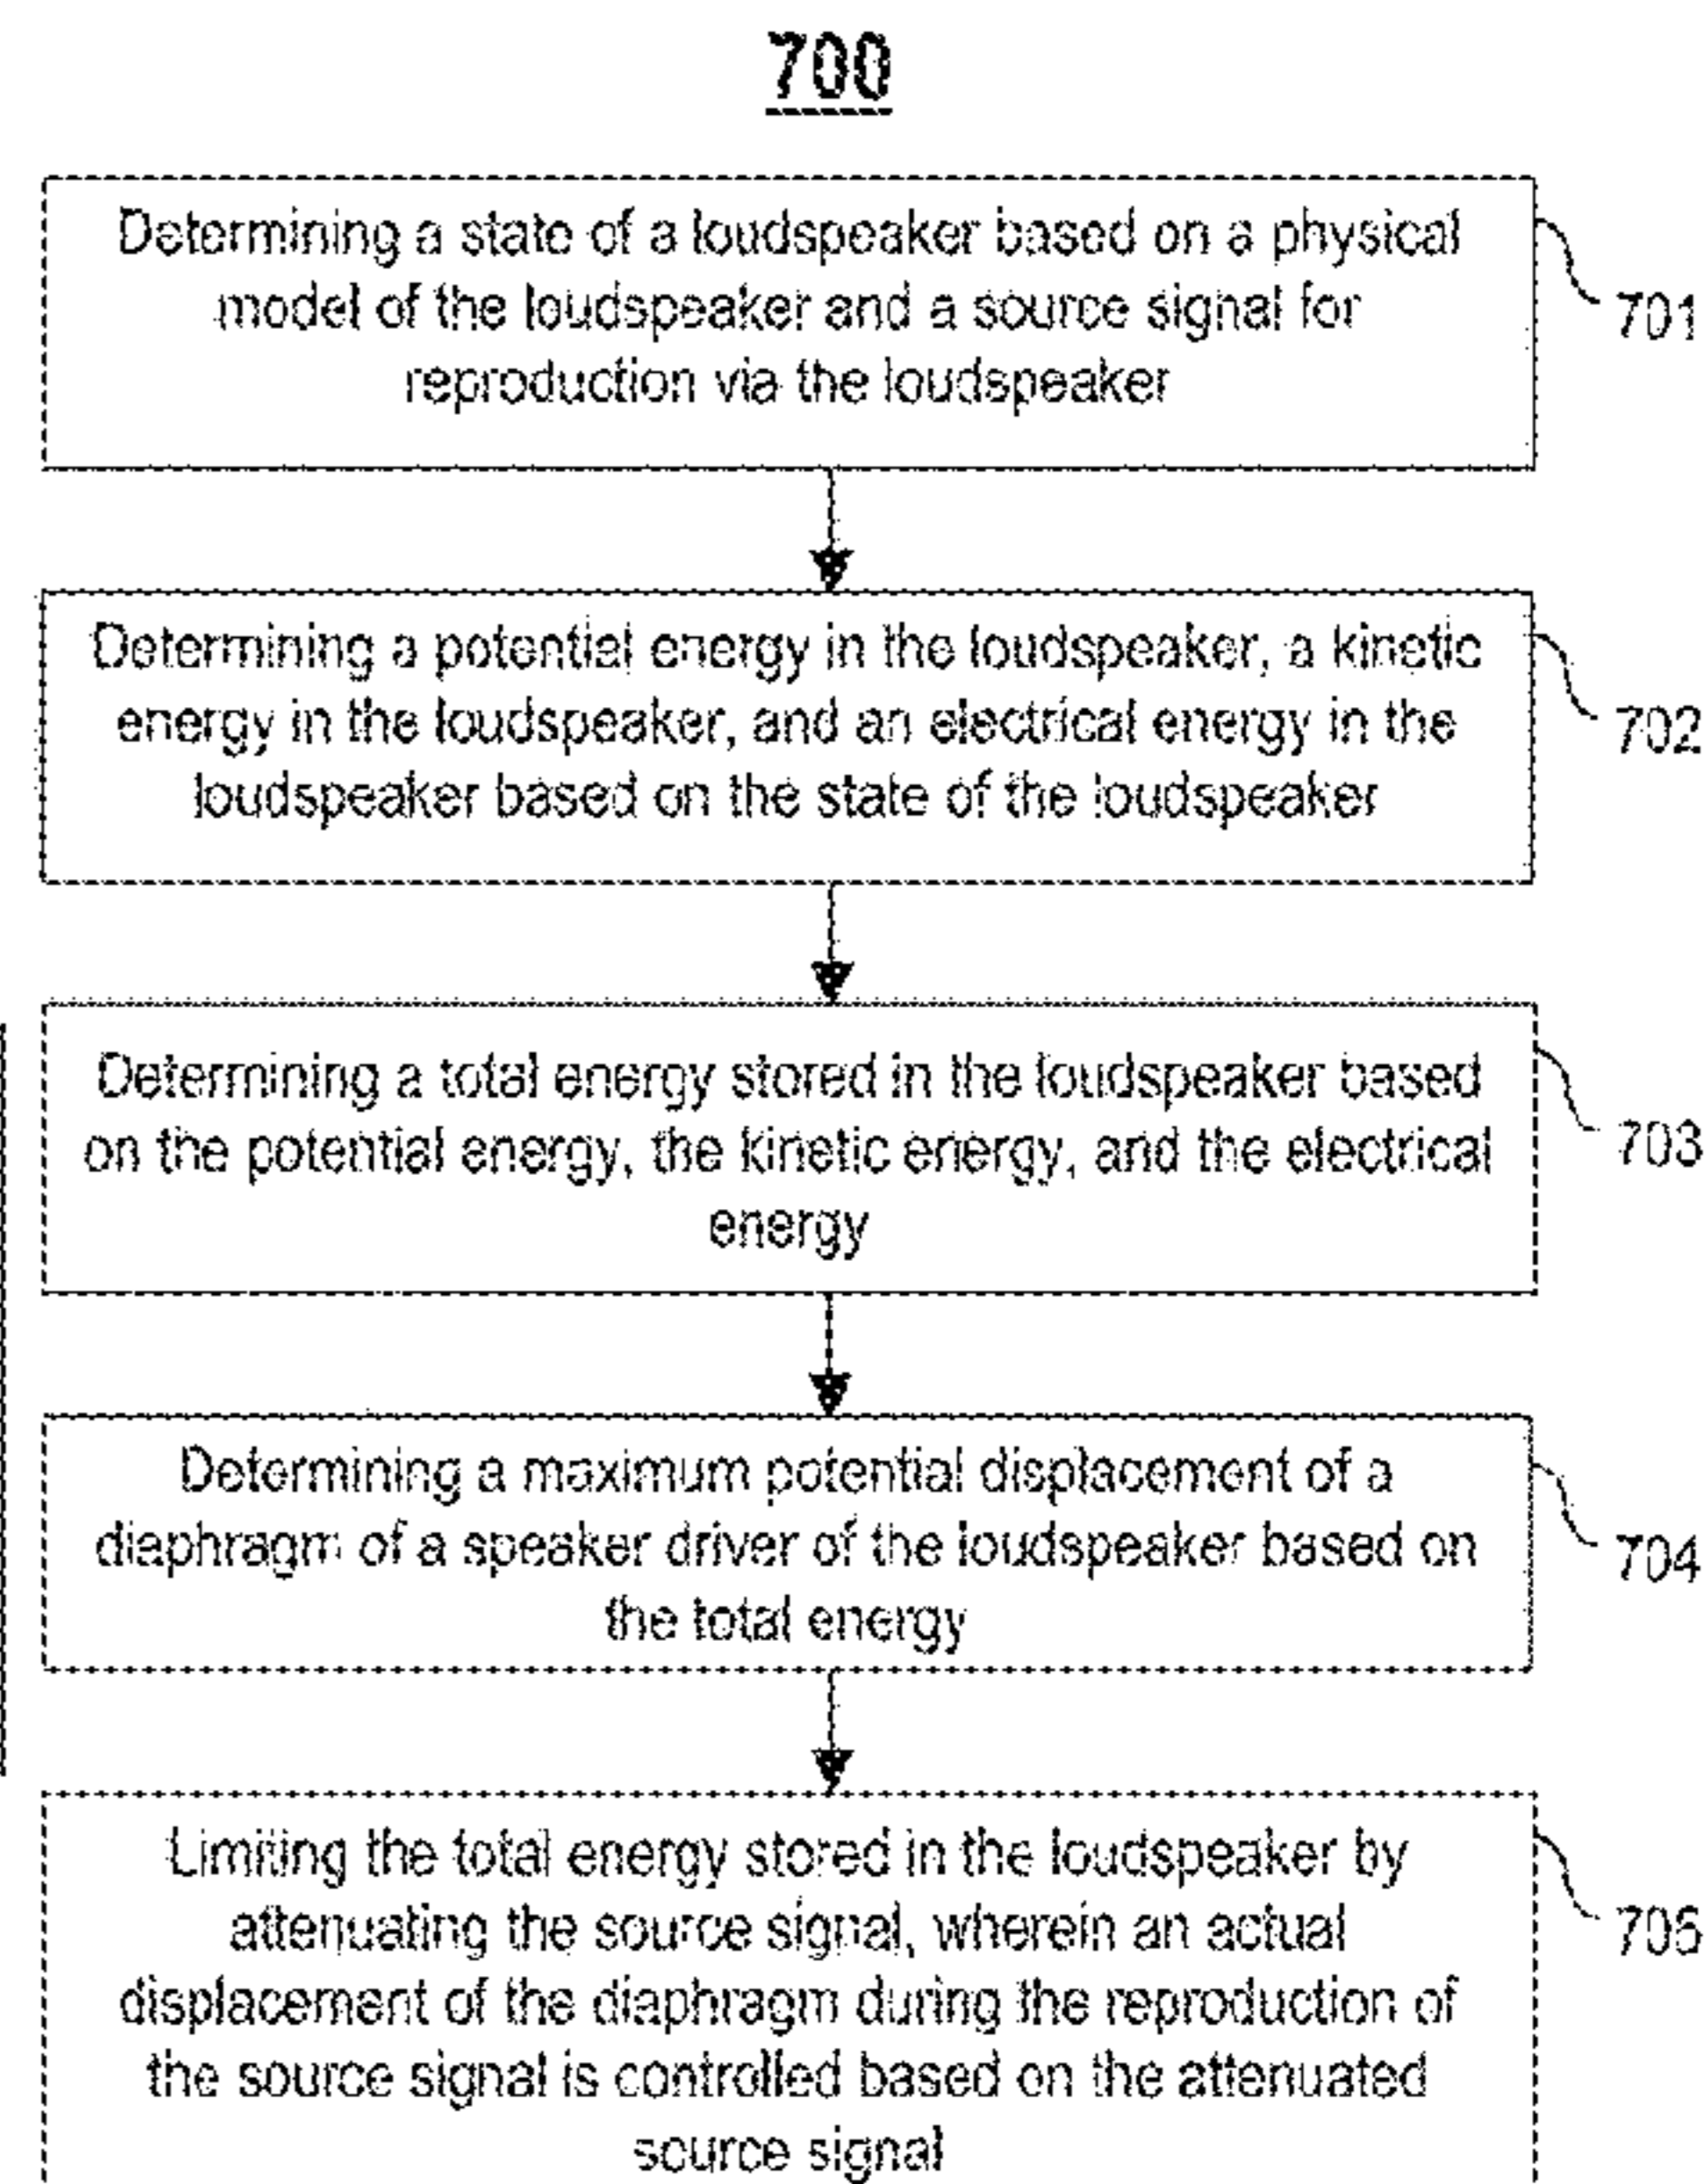 700
Determining a state of a loudspeaker based on a physical
model of the loudspeaker and a source signal for
reproduction via the loudspeaker
701
Determining a potential energy in the loudspeaker, a kinetic
energy in the loudspeaker, and an electrical energy in the
loudspeaker based on the state of the loudspeaker
702
Determining a total energy stored in the loudspeaker based
on the potential energy, the kinetic energy, and the electrical
energy
703
Determining a maximum potential displacement of a
diaphragm of a speaker driver of the loudspeaker based on
the total energy
704
Limiting the total energy stored in the loudspeaker by
attenuating the source signal, wherein an actual
displacement of the diaphragm during the reproduction of
the source signal is controlled based on the attenuated
source signal
705